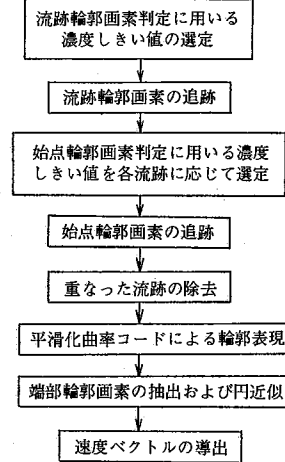 流跡輪郭画素判定に用いる
濃度しきい値の選定
流跡輪郭画素の追跡
始点輪郭画素判定に用いる濃度
しきい値を各流跡に応じて選定
始点輪郭画素の追跡
重なった流跡の除去
平滑化曲率コードによる輪郭表現
端部輪郭画素の抽出および円近似
速度ベクトルの導出